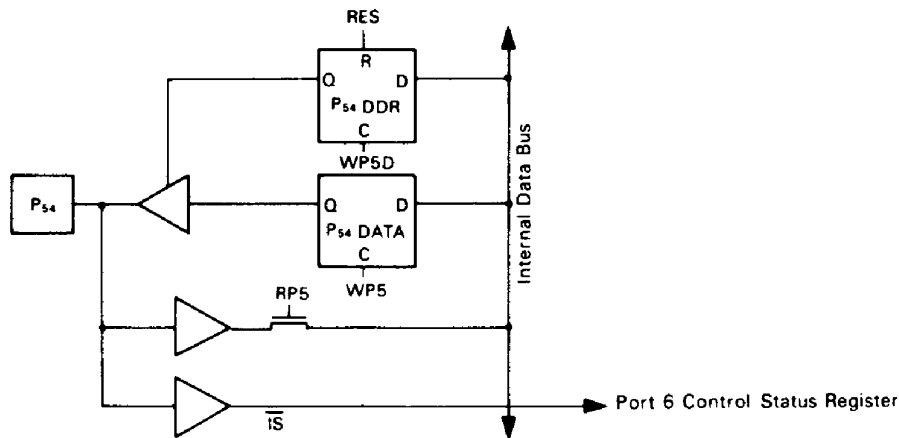 RES
R
Q D
P₅₄ DDR
C
WP5D
P₅₄
Q D
P₅₄ DATA
C
WP5
RP5
Internal Data Bus
IS
Port 6 Control Status Register